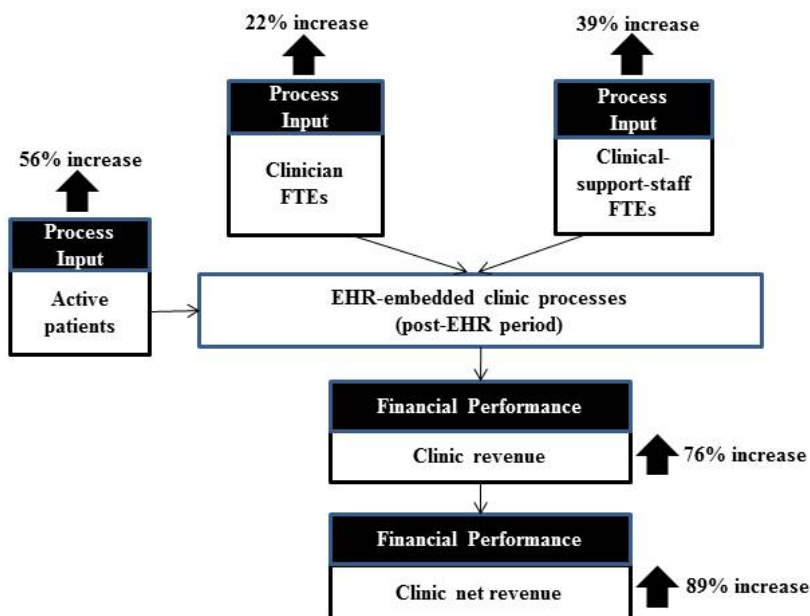 22% increase
39% increase
Process
Input
Clinician
FTEs
Process
Input
Clinical-
support-staff
FTEs
56% increase
Process
Input
Active
patients
EHR-embedded clinic processes
(post-EHR period)
Financial Performance
Clinic revenue
76% increase
Financial Performance
Clinic net revenue
89% increase